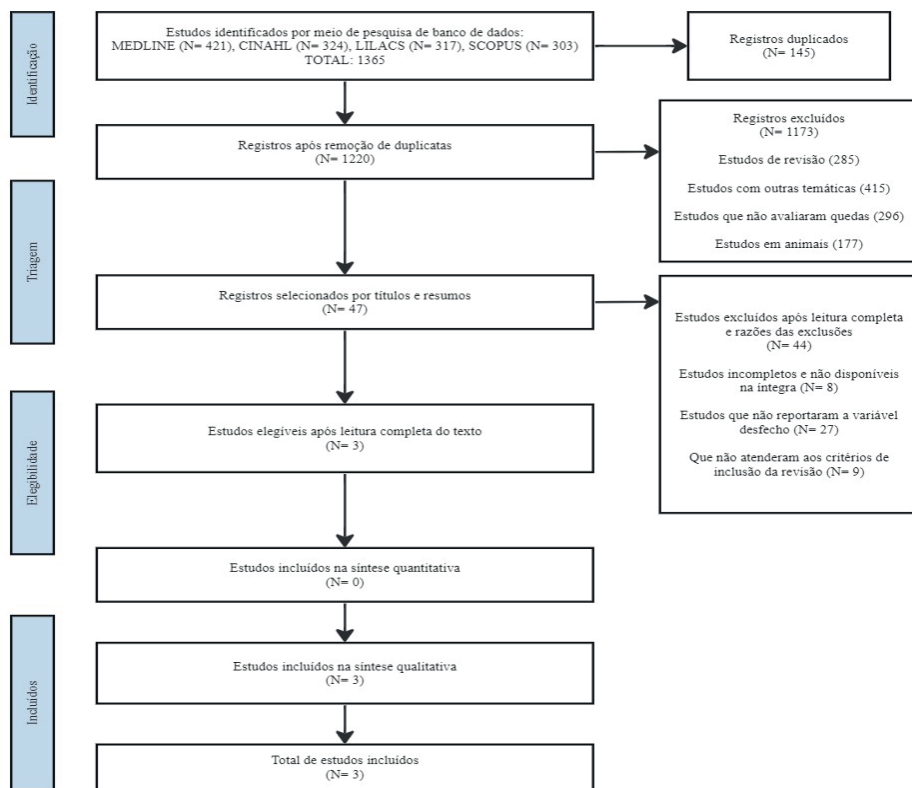 Identificação
Estudos identificados por meio de pesquisa de banco de dados:
MEDLINE (N= 421), CINAHL (N= 324), LILACS (N= 317), SCOPUS (N= 303)
TOTAL: 1365
Registros duplicados
(N= 145)
Registros após remoção de duplicatas
(N= 1220)
Registros excluídos
(N= 1173)
Estudos de revisão (285)
Estudos com outras temáticas (415)
Estudos que não avaliaram quedas (296)
Estudos em animais (177)
Triagem
Registros selecionados por títulos e resumos
(N= 47)
Estudos excluídos após leitura completa
e razões das exclusões
(N= 44)
Estudos incompletos e não disponíveis
na íntegra (N= 8)
Estudos que não reportaram a variável
desfecho (N= 27)
Que não atenderam aos critérios de
inclusão da revisão (N= 9)
Elegibilidade
Estudos elegíveis após leitura completa do texto
(N= 3)
Estudos incluídos na síntese quantitativa
(N= 0)
Incluídos
Estudos incluídos na síntese qualitativa
(N= 3)
Total de estudos incluídos
(N= 3)